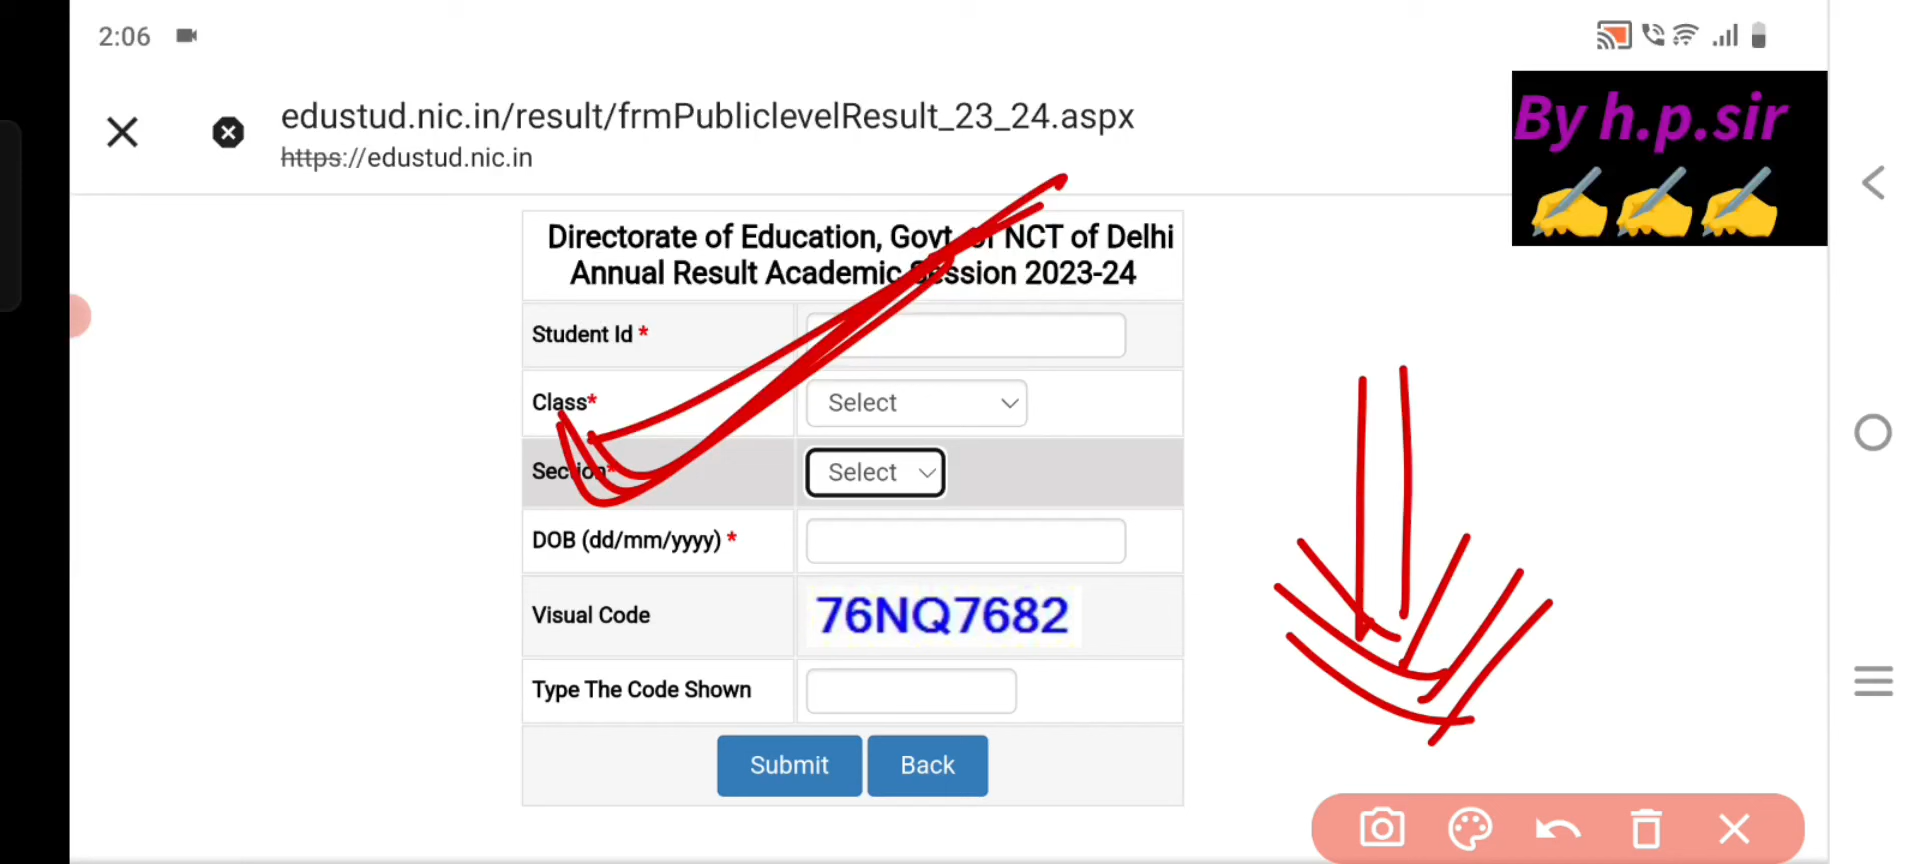 2:06
edustud.nic.in/result/frmPubliclevelResult_23_24.aspx
https://edustud.nic.in
By h.p.sir
Directorate of Education, Govt. of NCT of Delhi
Annual Result Academic Session 2023-24
Student Id *
Class* Select
Section* Select
DOB (dd/mm/yyyy) *
Visual Code 76NQ7682
Type The Code Shown
Submit Back